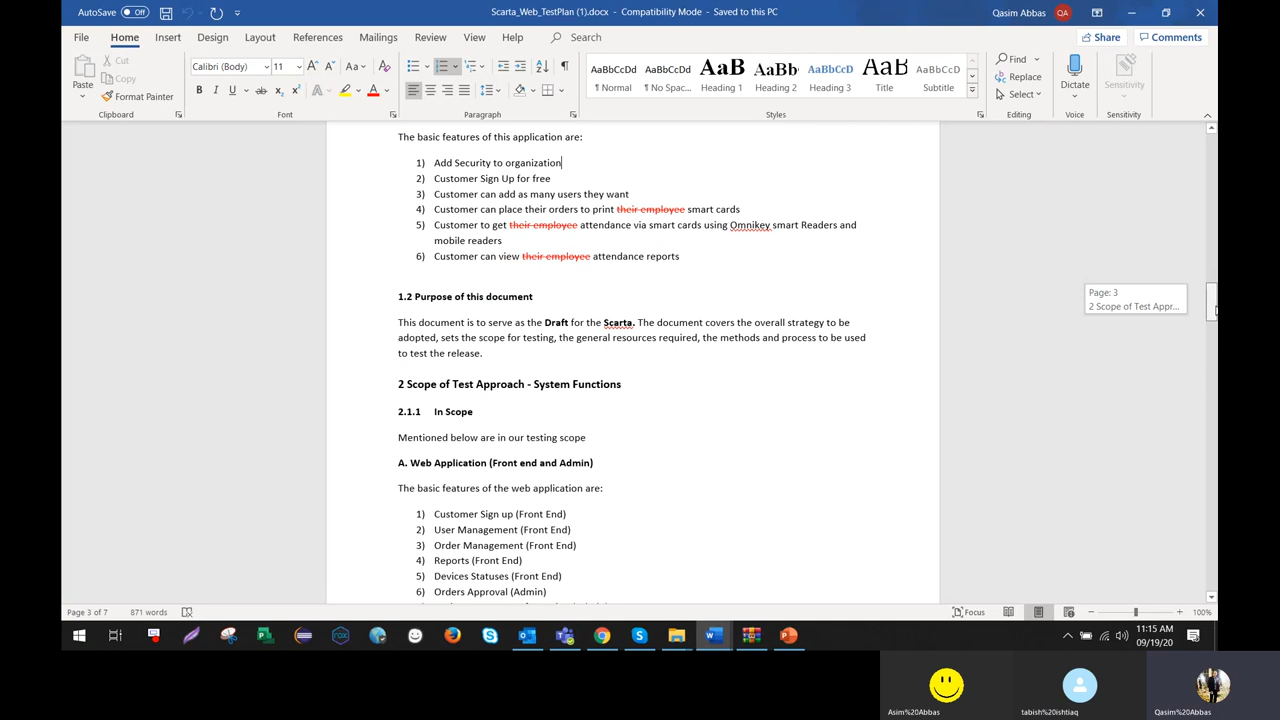 AutoSave Off Scarta_Web_TestPlan (1).docx - Compatibility Mode - Saved to this PC Qasim Abbas QA
File Home Insert Design Layout References Mailings Review View Help Search Share Comments
Paste Cut Copy Format Painter
Calibri (Body) 11
AaBbCcDd AaBbCcDd AaB AaBb AaBbCcD AaB AaBbCcD
¶ Normal ¶ No Spac... Heading 1 Heading 2 Heading 3 Title Subtitle
Find Replace Select Dictate Sensitivity
Clipboard Font Paragraph Styles Editing Voice Sensitivity
The basic features of this application are:
1) Add Security to organization
2) Customer Sign Up for free
3) Customer can add as many users they want
4) Customer can place their orders to print their employee smart cards
5) Customer to get their employee attendance via smart cards using Omnikey smart Readers and
mobile readers
6) Customer can view their employee attendance reports
1.2 Purpose of this document
This document is to serve as the Draft for the Scarta. The document covers the overall strategy to be
adopted, sets the scope for testing, the general resources required, the methods and process to be used
to test the release.
2 Scope of Test Approach - System Functions
2.1.1 In Scope
Mentioned below are in our testing scope
A. Web Application (Front end and Admin)
The basic features of the web application are:
1) Customer Sign up (Front End)
2) User Management (Front End)
3) Order Management (Front End)
4) Reports (Front End)
5) Devices Statuses (Front End)
6) Orders Approval (Admin)
Page: 3
2 Scope of Test Appr...
Page 3 of 7 871 words Focus 100%
11:15 AM
09/19/20
Asim%20Abbas tabish%20ishtiaq Qasim%20Abbas